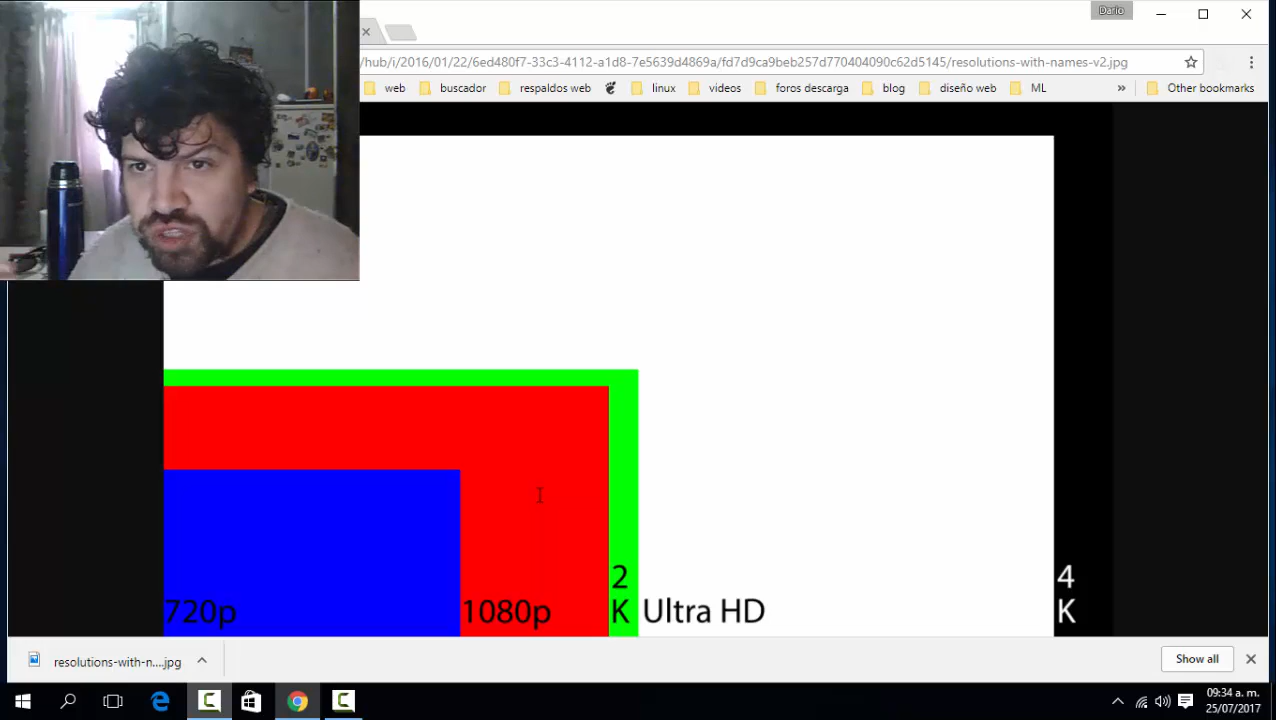 Dario
/hub/i/2016/01/22/6ed480f7-33c3-4112-a1d8-7e5639d4869a/fd7d9ca9beb257d770404090c62d5145/resolutions-with-names-v2.jpg
web buscador respaldos web linux videos foros descarga blog diseño web ML » Other bookmarks
720p
1080p
2
K
Ultra HD
4
K
resolutions-with-n....jpg
Show all
09:34 a. m.
25/07/2017